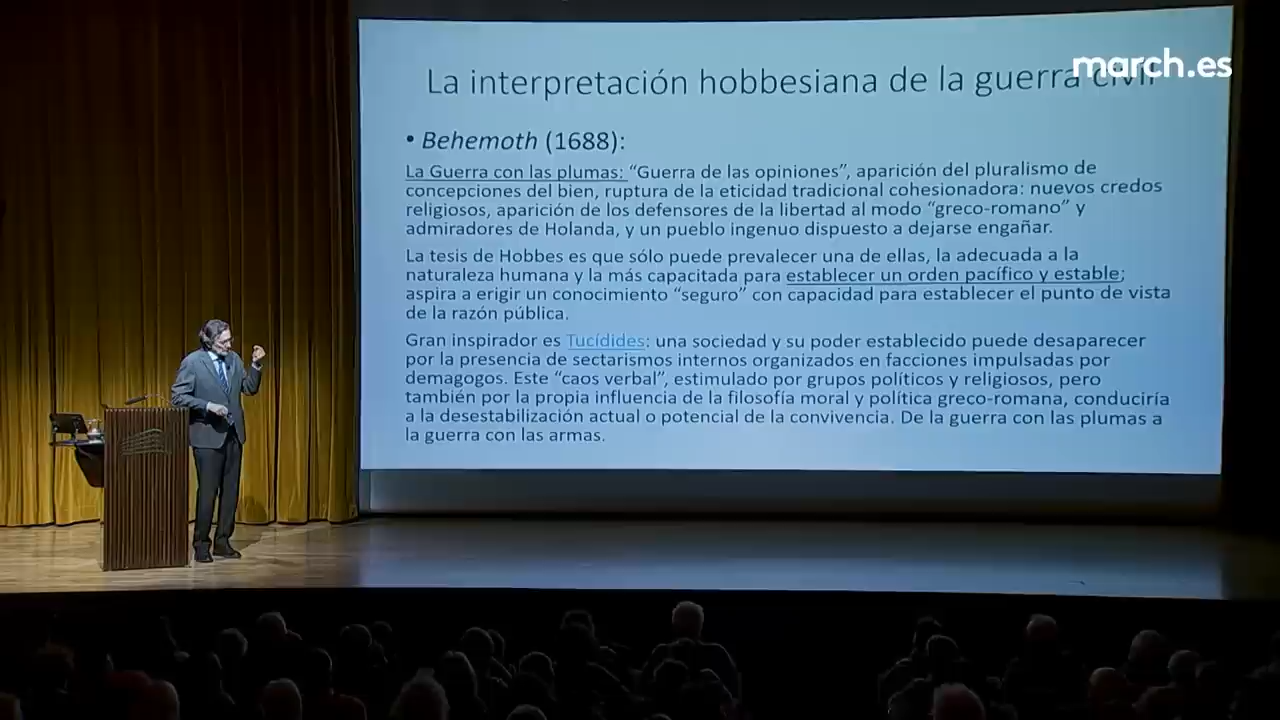 march.es
La interpretación hobbesiana de la guerra civil
• Behemoth (1688):
La Guerra con las plumas: “Guerra de las opiniones”, aparición del pluralismo de
concepciones del bien, ruptura de la eticidad tradicional cohesionadora: nuevos credos
religiosos, aparición de los defensores de la libertad al modo “greco-romano” y
admiradores de Holanda, y un pueblo ingenuo dispuesto a dejarse engañar.
La tesis de Hobbes es que sólo puede prevalecer una de ellas, la adecuada a la
naturaleza humana y la más capacitada para establecer un orden pacífico y estable;
aspira a erigir un conocimiento “seguro” con capacidad para establecer el punto de vista
de la razón pública.
Gran inspirador es Tucídides: una sociedad y su poder establecido puede desaparecer
por la presencia de sectarismos internos organizados en facciones impulsadas por
demagogos. Este “caos verbal”, estimulado por grupos políticos y religiosos, pero
también por la propia influencia de la filosofía moral y política greco-romana, conduciría
a la desestabilización actual o potencial de la convivencia. De la guerra con las plumas a
la guerra con las armas.